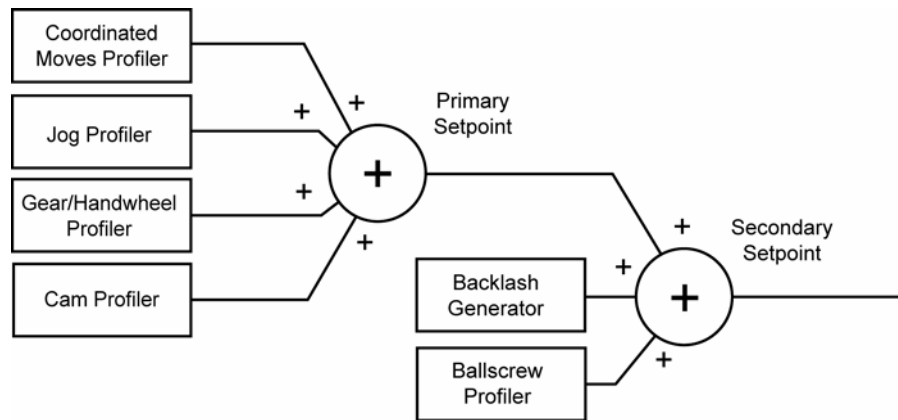 Coordinated
Moves Profiler
Jog Profiler
Gear/Handwheel
Profiler
Cam Profiler
+
+
+
+
+
Primary
Setpoint
Backlash
Generator
Ballscrew
Profiler
+
+
+
+
Secondary
Setpoint